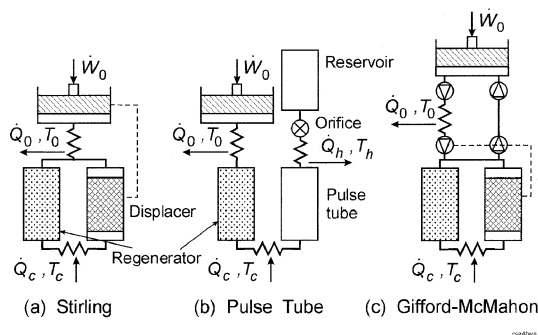 Ẇ₀
Q̇₀ , T₀
Displacer
Regenerator
Q̇c , Tc
(a) Stirling
Ẇ₀
Reservoir
Orifice
Q̇₀ , T₀
Q̇h , Th
Pulse
tube
Q̇c , Tc
(b) Pulse Tube
Ẇ₀
Q̇₀ , T₀
Q̇c , Tc
(c) Gifford-McMahon